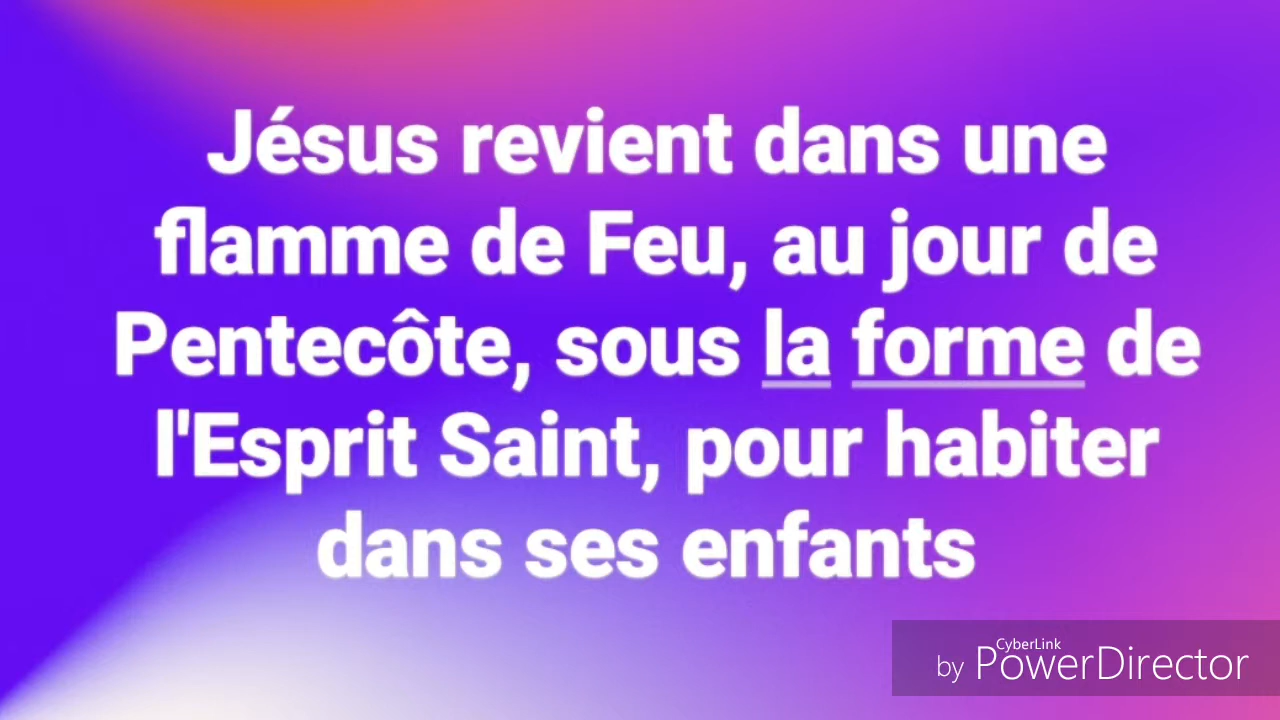 Jésus revient dans une
flamme de Feu, au jour de
Pentecôte, sous la forme de
l'Esprit Saint, pour habiter
dans ses enfants
CyberLink
by PowerDirector